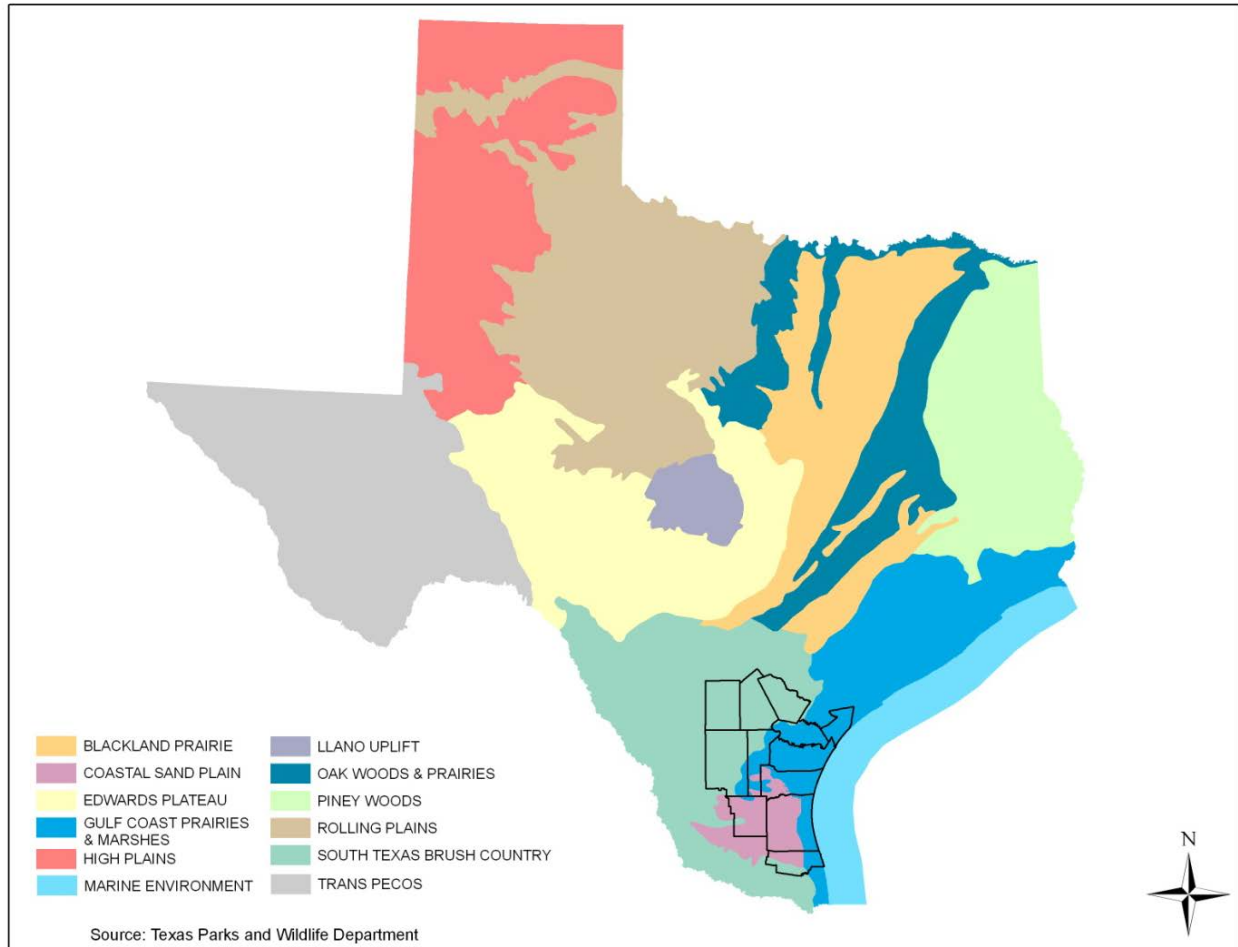 N
BLACKLAND PRAIRIE
COASTAL SAND PLAIN
EDWARDS PLATEAU
GULF COAST PRAIRIES
& MARSHES
HIGH PLAINS
MARINE ENVIRONMENT
LLANO UPLIFT
OAK WOODS & PRAIRIES
PINEY WOODS
ROLLING PLAINS
SOUTH TEXAS BRUSH COUNTRY
TRANS PECOS
Source: Texas Parks and Wildlife Department